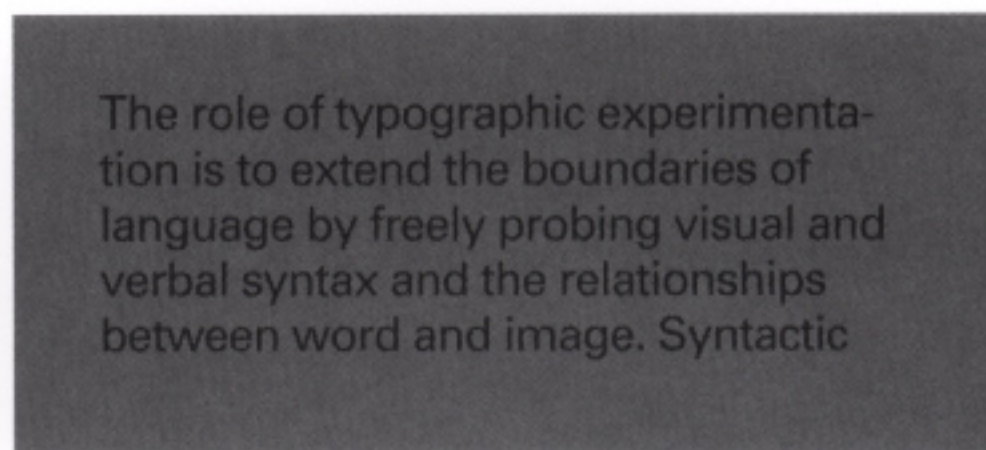 The role of typographic experimenta-
tion is to extend the boundaries of
language by freely probing visual and
verbal syntax and the relationships
between word and image. Syntactic